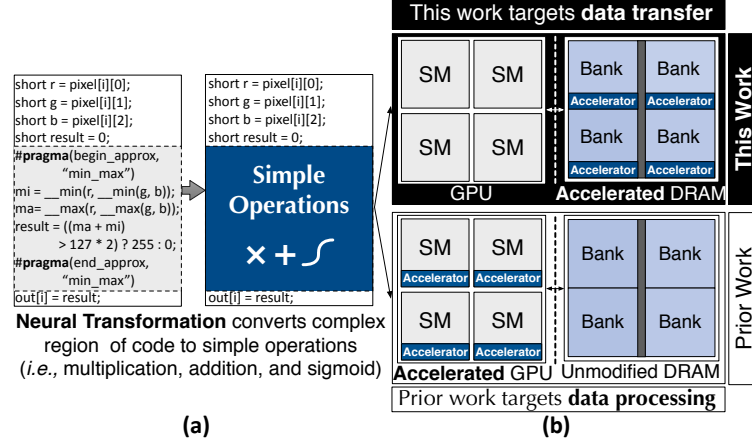 This work targets data transfer
short r = pixel[i][0];
short g = pixel[i][1];
short b = pixel[i][2];
short result = 0;
#pragma(begin_approx,
"min_max")
mi = __min(r, __min(g, b));
ma= __max(r, __max(g, b));
result = ((ma + mi)
> 127 * 2) ? 255 : 0;
#pragma(end_approx,
"min_max")
out[i] = result;
short r = pixel[i][0];
short g = pixel[i][1];
short b = pixel[i][2];
short result = 0;
Simple
Operations
× +
out[i] = result;
Neural Transformation converts complex
region of code to simple operations
(i.e., multiplication, addition, and sigmoid)
(a)
SM SM
SM SM
GPU
Bank Bank
Accelerator Accelerator
Bank Bank
Accelerator Accelerator
Accelerated DRAM
This Work
SM SM
Accelerator Accelerator
SM SM
Accelerator Accelerator
Accelerated GPU
Bank Bank
Bank Bank
Unmodified DRAM
Prior Work
Prior work targets data processing
(b)